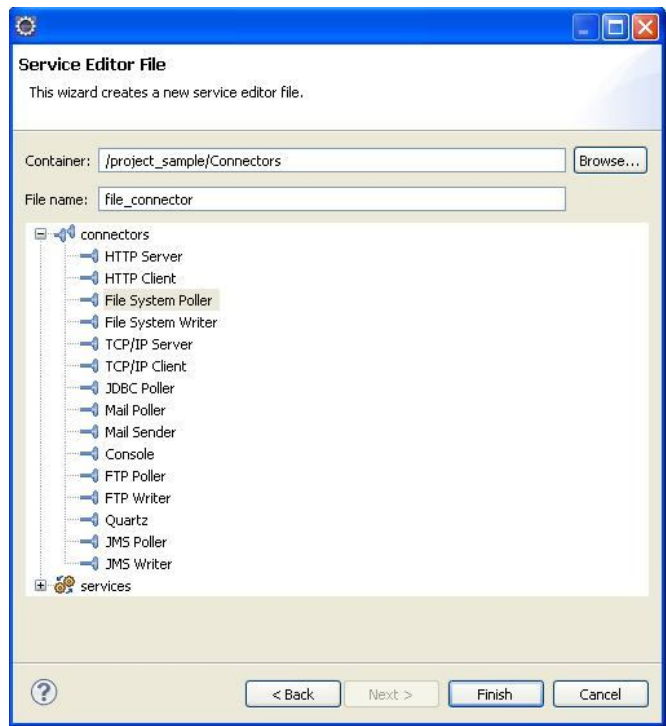 Service Editor File
This wizard creates a new service editor file.
Container: /project_sample/Connectors Browse...
File name: file_connector
connectors
HTTP Server
HTTP Client
File System Poller
File System Writer
TCP/IP Server
TCP/IP Client
JDBC Poller
Mail Poller
Mail Sender
Console
FTP Poller
FTP Writer
Quartz
JMS Poller
JMS Writer
services
? < Back Next > Finish Cancel